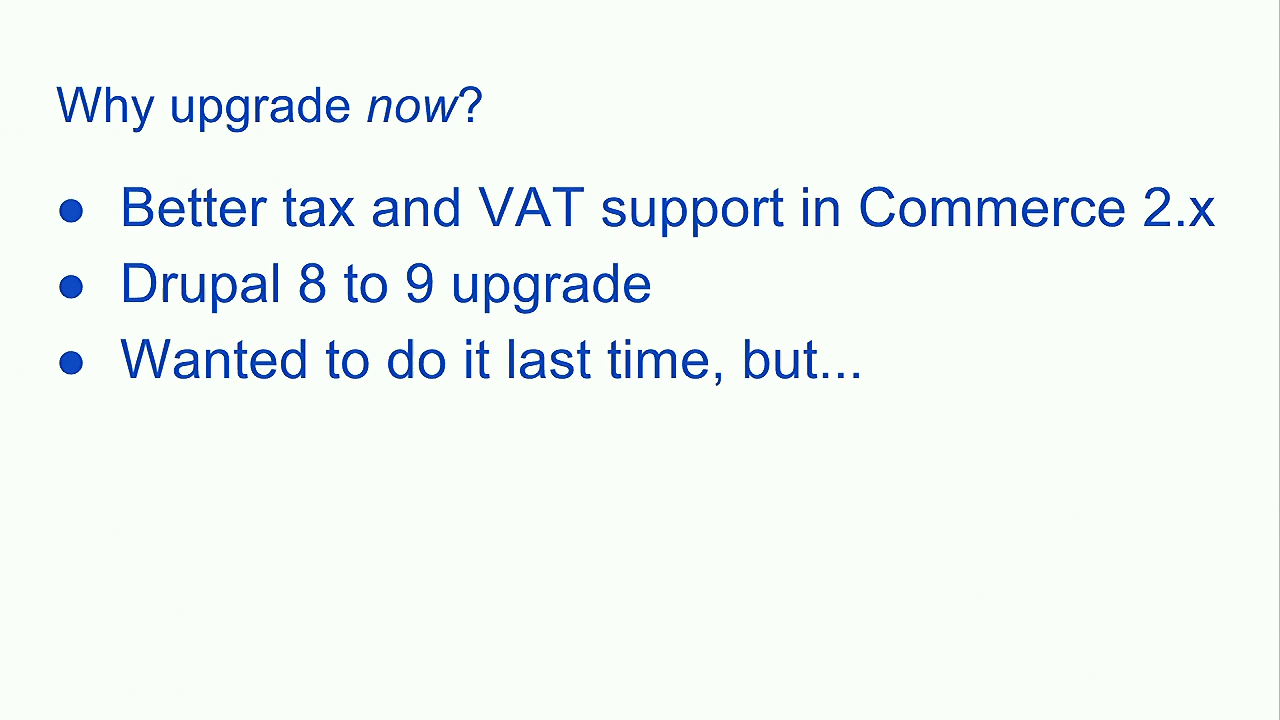 Why upgrade now?
● Better tax and VAT support in Commerce 2.x
● Drupal 8 to 9 upgrade
● Wanted to do it last time, but...